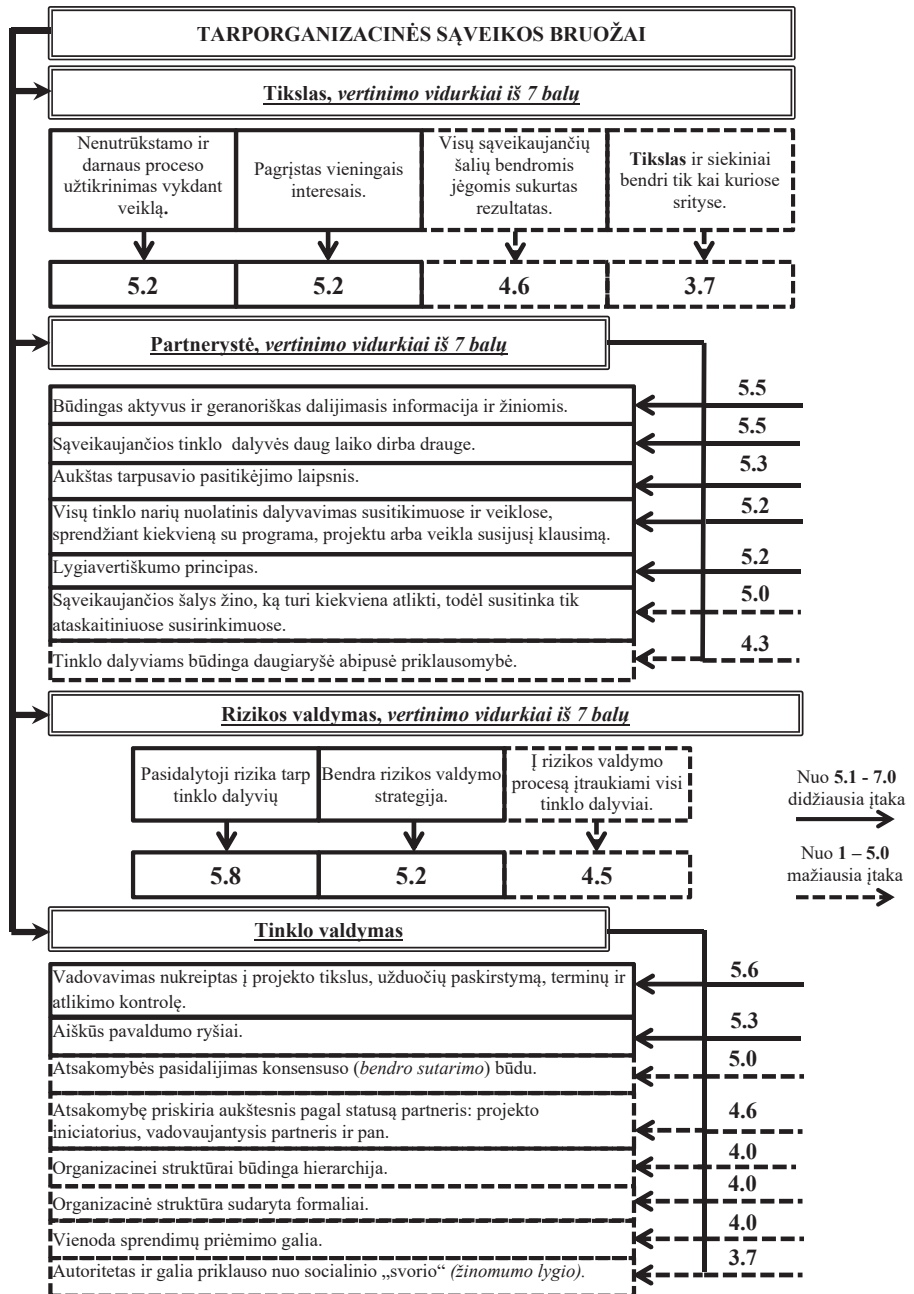 TARPORGANIZACINĖS SĄVEIKOS BRUOŽAI
Tikslas, vertinimo vidurkiai iš 7 balų
Nenutrūkstamo ir
darnaus proceso
užtikrinimas vykdant
veiklą.
Pagrįstas vieningais
interesais.
Visų sąveikaujančių
šalių bendromis
jėgomis sukurtas
rezultatas.
Tikslas ir siekiniai
bendri tik kai kuriose
srityse.
5.2
5.2
4.6
3.7
Partnerystė, vertinimo vidurkiai iš 7 balų
Būdingas aktyvus ir geranoriškas dalijimasis informacija ir žiniomis.
5.5
Sąveikaujančios tinklo dalyvės daug laiko dirba drauge.
5.5
Aukštas tarpusavio pasitikėjimo laipsnis.
5.3
Visų tinklo narių nuolatinis dalyvavimas susitikimuose ir veiklose,
sprendžiant kiekvieną su programa, projektu arba veikla susijusį klausimą.
5.2
Lygiavertiškumo principas.
5.2
Sąveikaujančios šalys žino, ką turi kiekviena atlikti, todėl susitinka tik
ataskaitiniuose susirinkimuose.
5.0
Tinklo dalyviams būdinga daugiaryšė abipusė priklausomybė.
4.3
Rizikos valdymas, vertinimo vidurkiai iš 7 balų
Pasidalytoji rizika tarp
tinklo dalyvių
Bendra rizikos valdymo
strategija.
Į rizikos valdymo
procesą įtraukiami visi
tinklo dalyviai.
5.8
5.2
4.5
Nuo 5.1 - 7.0
didžiausia įtaka
Nuo 1 – 5.0
mažiausia įtaka
Tinklo valdymas
Vadovavimas nukreiptas į projekto tikslus, užduočių paskirstymą, terminų ir
atlikimo kontrolę.
5.6
Aiškūs pavaldumo ryšiai.
5.3
Atsakomybės pasidalijimas konsensuso (bendro sutarimo) būdu.
5.0
Atsakomybę priskiria aukštesnis pagal statusą partneris: projekto
iniciatorius, vadovaujantysis partneris ir pan.
4.6
Organizacinei struktūrai būdinga hierarchija.
4.0
Organizacinė struktūra sudaryta formaliai.
4.0
Vienoda sprendimų priėmimo galia.
4.0
Autoritetas ir galia priklauso nuo socialinio „svorio“ (žinomumo lygio).
3.7